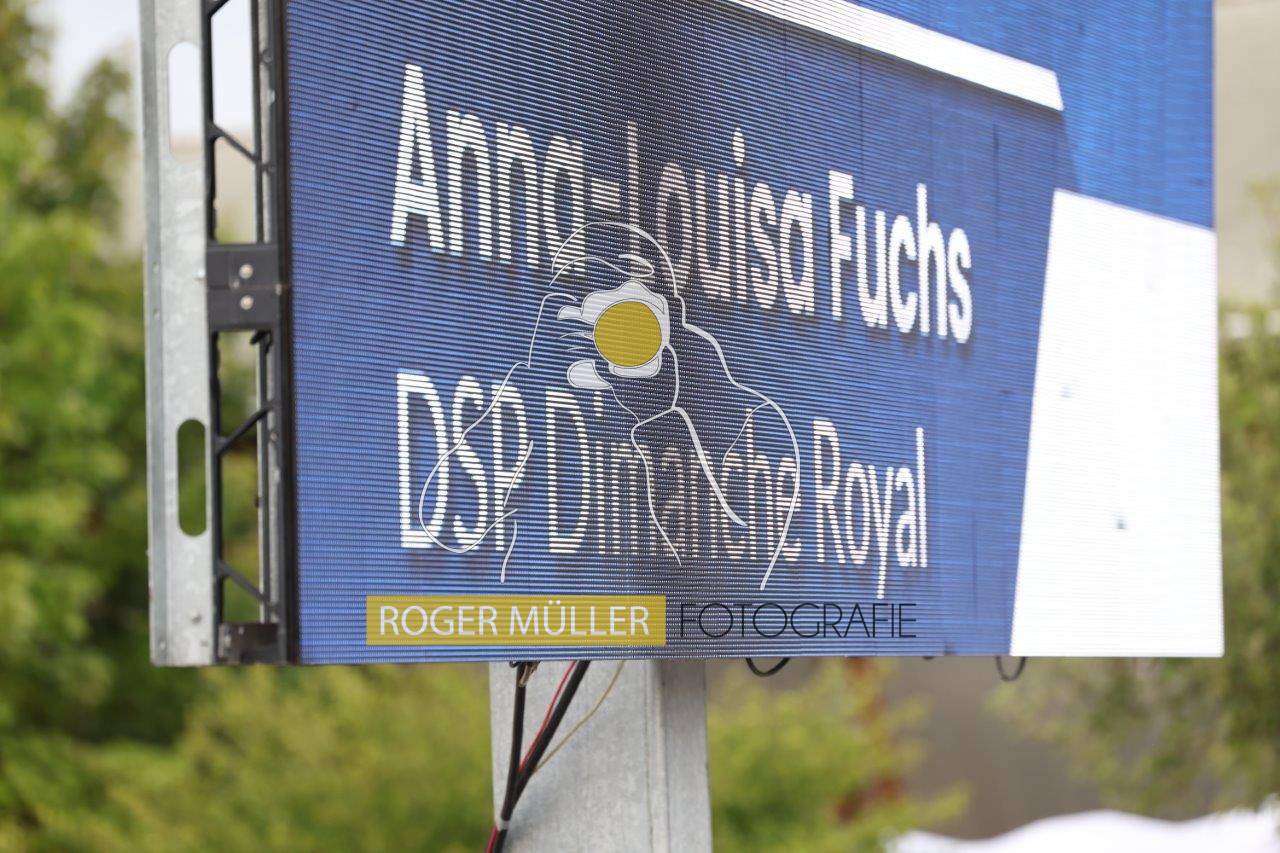 Anna-Louisa Fuchs
DSP Dimanche Royal
ROGER MÜLLER FOTOGRAFIE